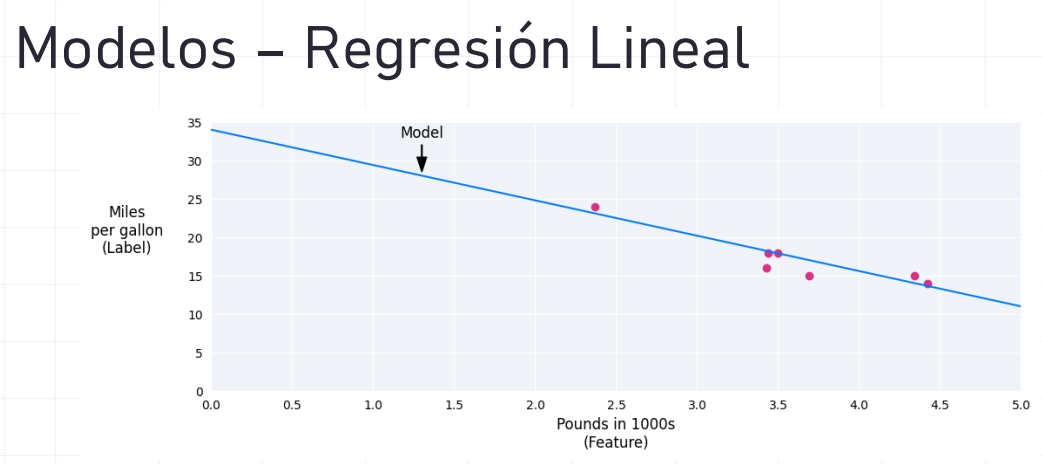 Modelos – Regresión Lineal
Model
Miles
per gallon
(Label)
35
30
25
20
15
10
5
0
0.0 0.5 1.0 1.5 2.0 2.5 3.0 3.5 4.0 4.5 5.0
Pounds in 1000s
(Feature)